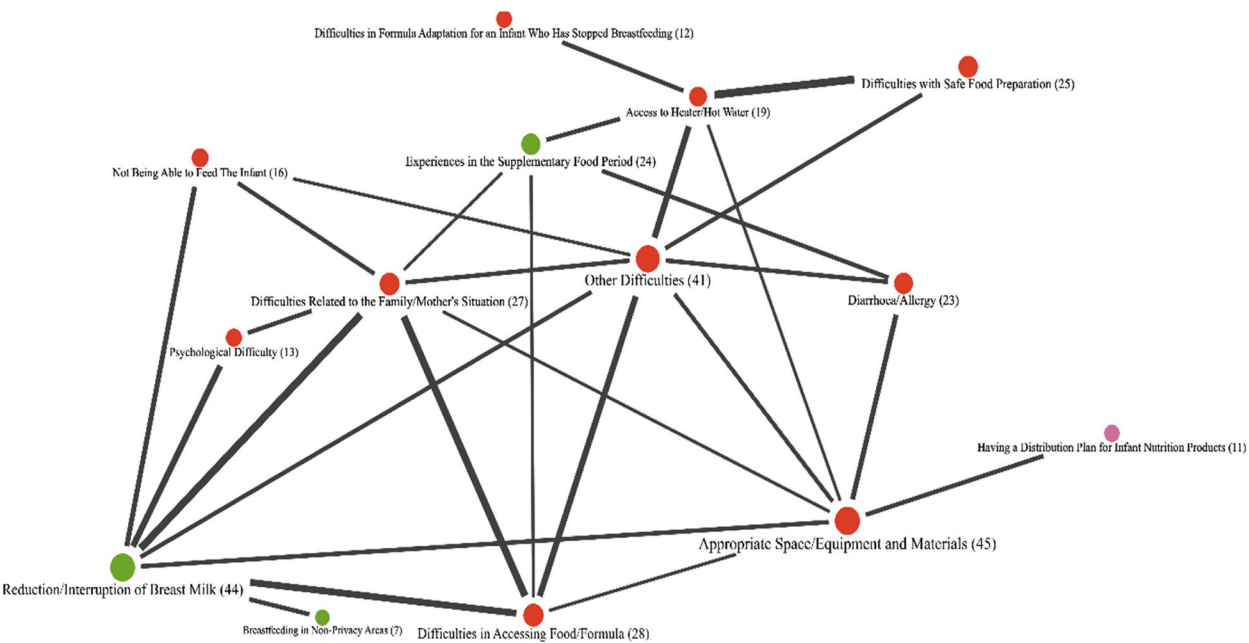 Difficulties in Formula Adaptation for an Infant Who Has Stopped Breastfeeding (12)
Difficulties with Safe Food Preparation (25)
Access to Heater/Hot Water (19)
Experiences in the Supplementary Food Period (24)
Not Being Able to Feed The Infant (16)
Other Difficulties (41)
Difficulties Related to the Family/Mother's Situation (27)
Diarrhoea/Allergy (23)
Psychological Difficulty (13)
Having a Distribution Plan for Infant Nutrition Products (11)
Appropriate Space/Equipment and Materials (45)
Reduction/Interruption of Breast Milk (44)
Breastfeeding in Non-Privacy Areas (7)
Difficulties in Accessing Food/Formula (28)